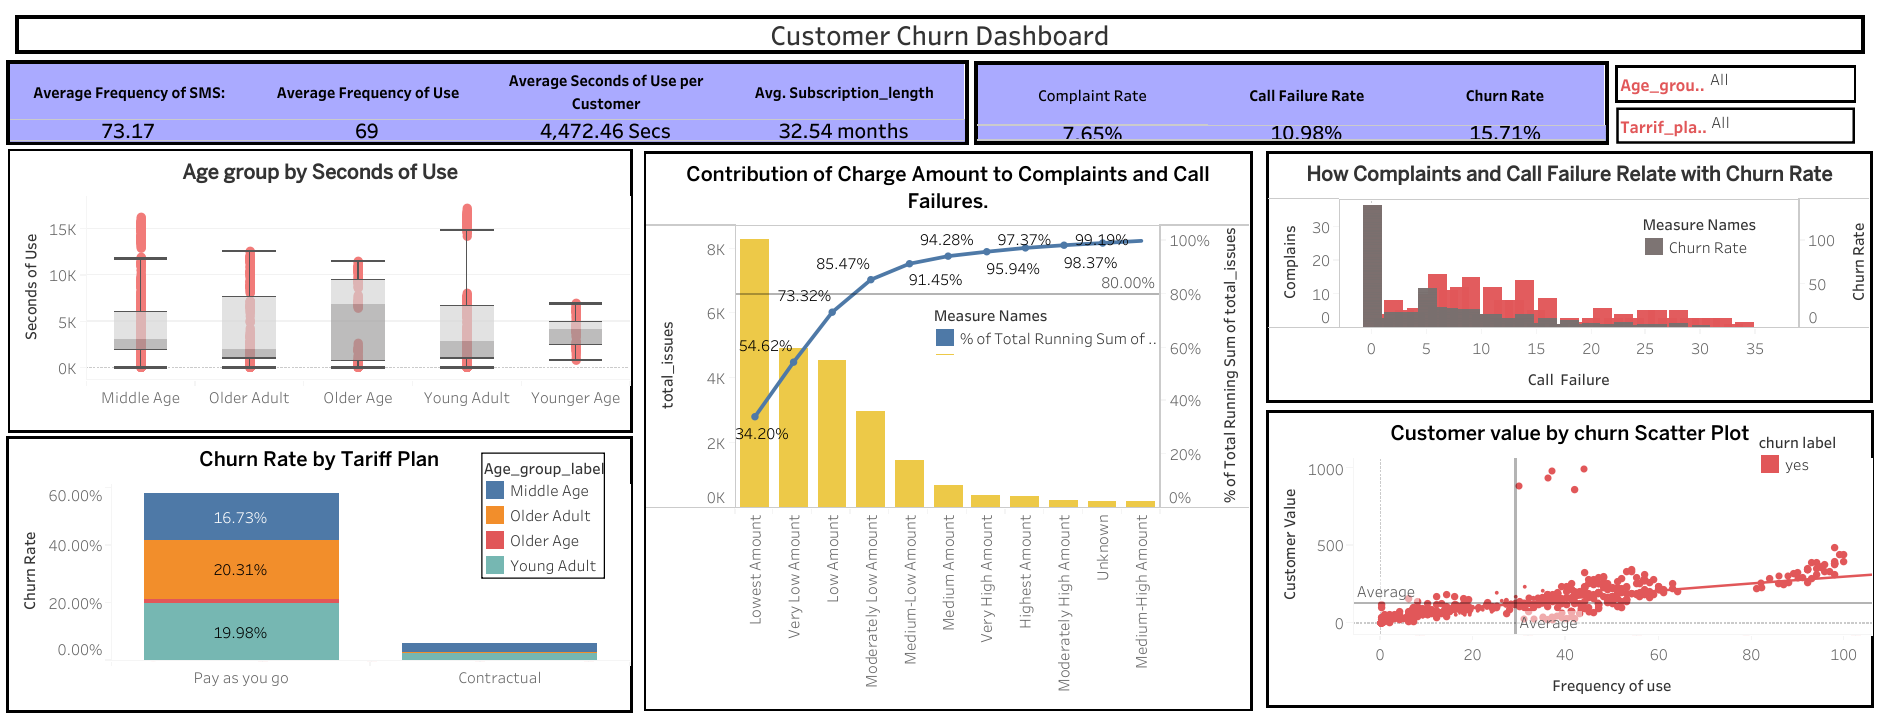 Customer Churn Dashboard
Average Frequency of SMS:
73.17
Average Frequency of Use
69
Average Seconds of Use per
Customer
4,472.46 Secs
Avg. Subscription_length
32.54 months
Complaint Rate
7.65%
Call Failure Rate
10.98%
Churn Rate
15.71%
Age_grou.. All
Tarrif_pla.. All
Age group by Seconds of Use
Seconds of Use
15K
10K
5K
0K
Middle Age
Older Adult
Older Age
Young Adult
Younger Age
Churn Rate by Tariff Plan
Age_group_label
Middle Age
Older Adult
Older Age
Young Adult
Churn Rate
60.00%
40.00%
20.00%
0.00%
16.73%
20.31%
19.98%
Pay as you go
Contractual
Contribution of Charge Amount to Complaints and Call
Failures.
total_issues
8K
6K
4K
2K
0K
34.20%
54.62%
73.32%
85.47%
91.45%
94.28%
95.94%
97.37%
98.37%
99.19%
80.00%
Measure Names
% of Total Running Sum of ..
100%
80%
60%
40%
20%
0%
% of Total Running Sum of total_issues
Lowest Amount
Very Low Amount
Low Amount
Moderately Low Amount
Medium-Low Amount
Medium Amount
Very High Amount
Highest Amount
Moderately High Amount
Unknown
Medium-High Amount
How Complaints and Call Failure Relate with Churn Rate
Complains
30
20
10
0
Measure Names
Churn Rate
100
50
0
Churn Rate
0
5
10
15
20
25
30
35
Call Failure
Customer value by churn Scatter Plot
churn label
yes
Customer Value
1000
500
0
Average
Average
0
20
40
60
80
100
Frequency of use